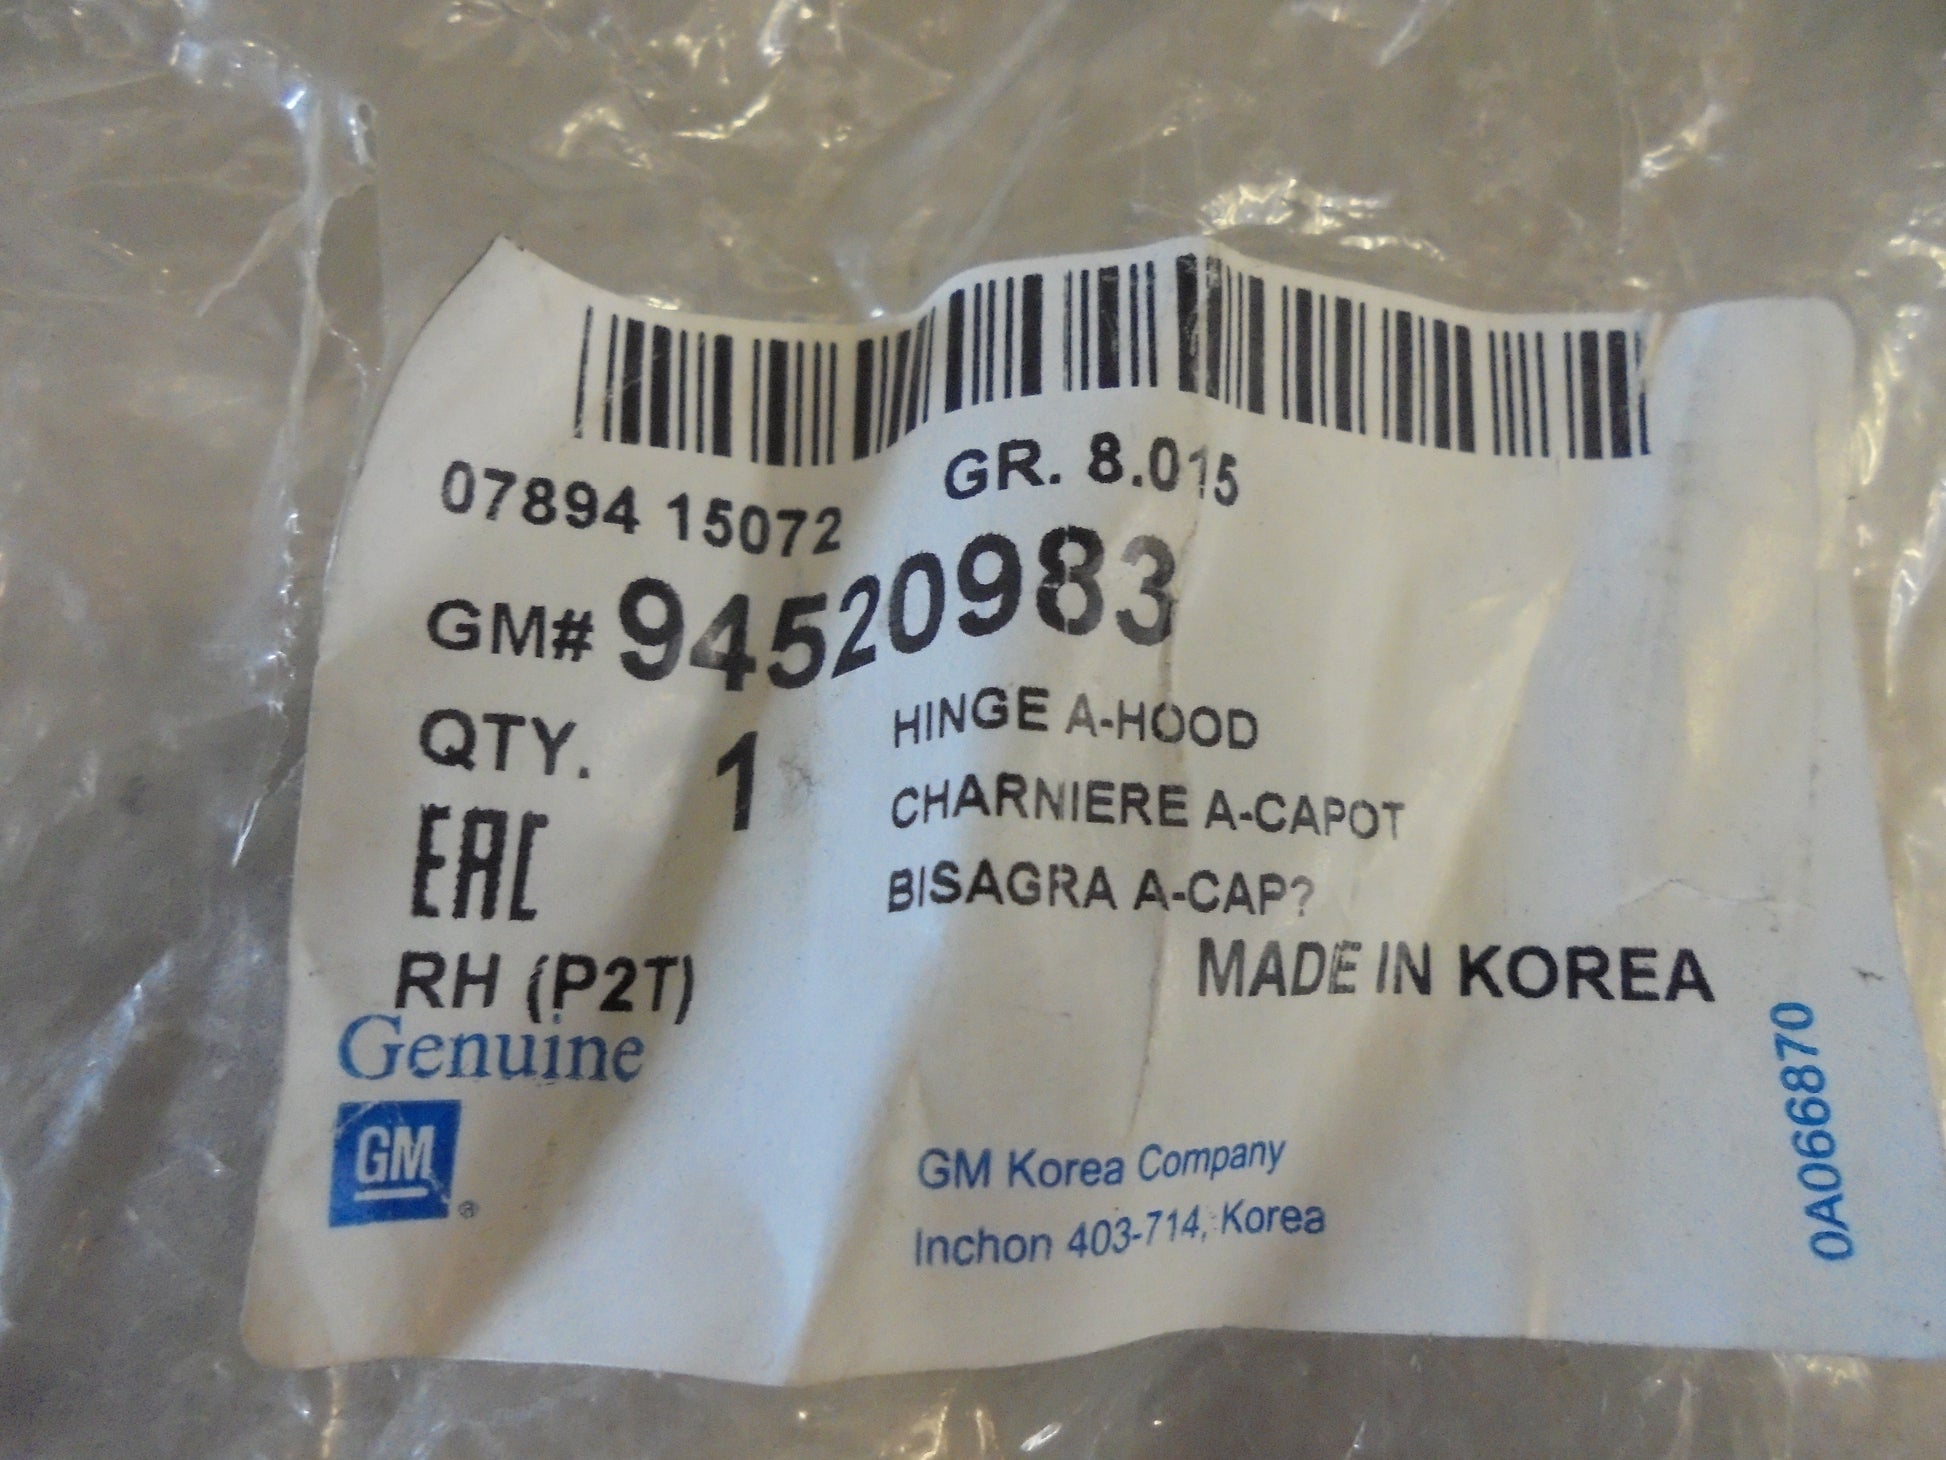 07894 15072 GR. 8.015
GM# 94520983
QTY. 1
HINGE A-HOOD
CHARNIERE A-CAPOT
BISAGRA A-CAP?
EAC
RH (P2T)
MADE IN KOREA
Genuine
GM
®
GM Korea Company
Inchon 403-714, Korea
0A066870